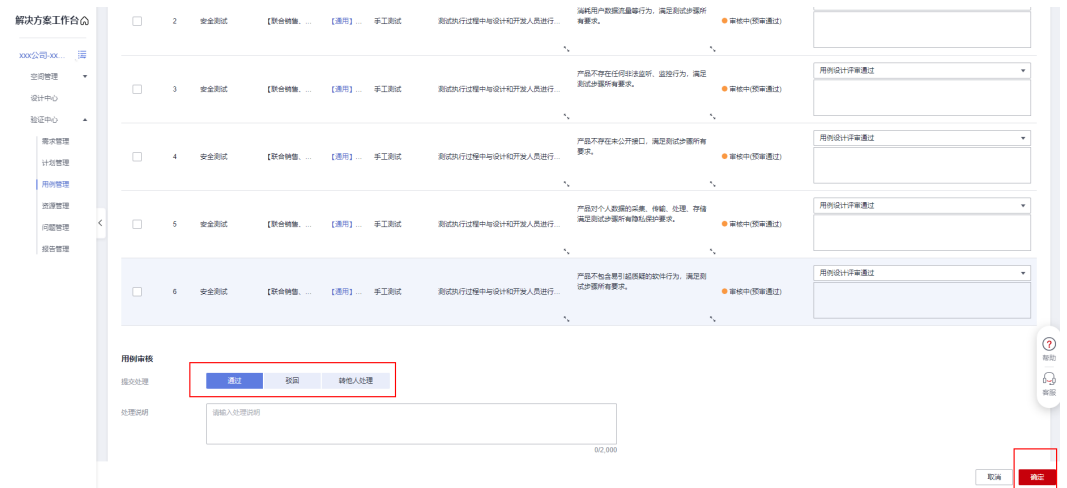 解决方案工作台
xxx公司-xx...
空间管理
设计中心
验证中心
需求管理
计划管理
用例管理
资源管理
问题管理
报告管理
2 安全测试 【联合销售、... 【通用】... 手工测试 测试执行过程中与设计和开发人员进行... 消耗用户数据流量等行为，满足测试步骤所有要求。 审核中(预审通过)
3 安全测试 【联合销售、... 【通用】... 手工测试 测试执行过程中与设计和开发人员进行... 产品不存在任何非法监听、监控行为，满足测试步骤所有要求。 审核中(预审通过) 用例设计评审通过
4 安全测试 【联合销售、... 【通用】... 手工测试 测试执行过程中与设计和开发人员进行... 产品不存在未公开接口，满足测试步骤所有要求。 审核中(预审通过) 用例设计评审通过
5 安全测试 【联合销售、... 【通用】... 手工测试 测试执行过程中与设计和开发人员进行... 产品对个人数据的采集、传输、处理、存储满足测试步骤所有隐私保护要求。 审核中(预审通过) 用例设计评审通过
6 安全测试 【联合销售、... 【通用】... 手工测试 测试执行过程中与设计和开发人员进行... 产品不包含易引起质疑的软件行为，满足测试步骤所有要求。 审核中(预审通过) 用例设计评审通过
用例审核
提交处理 通过 驳回 转他人处理
处理说明 请输入处理说明
0/2,000
帮助
客服
取消 确定